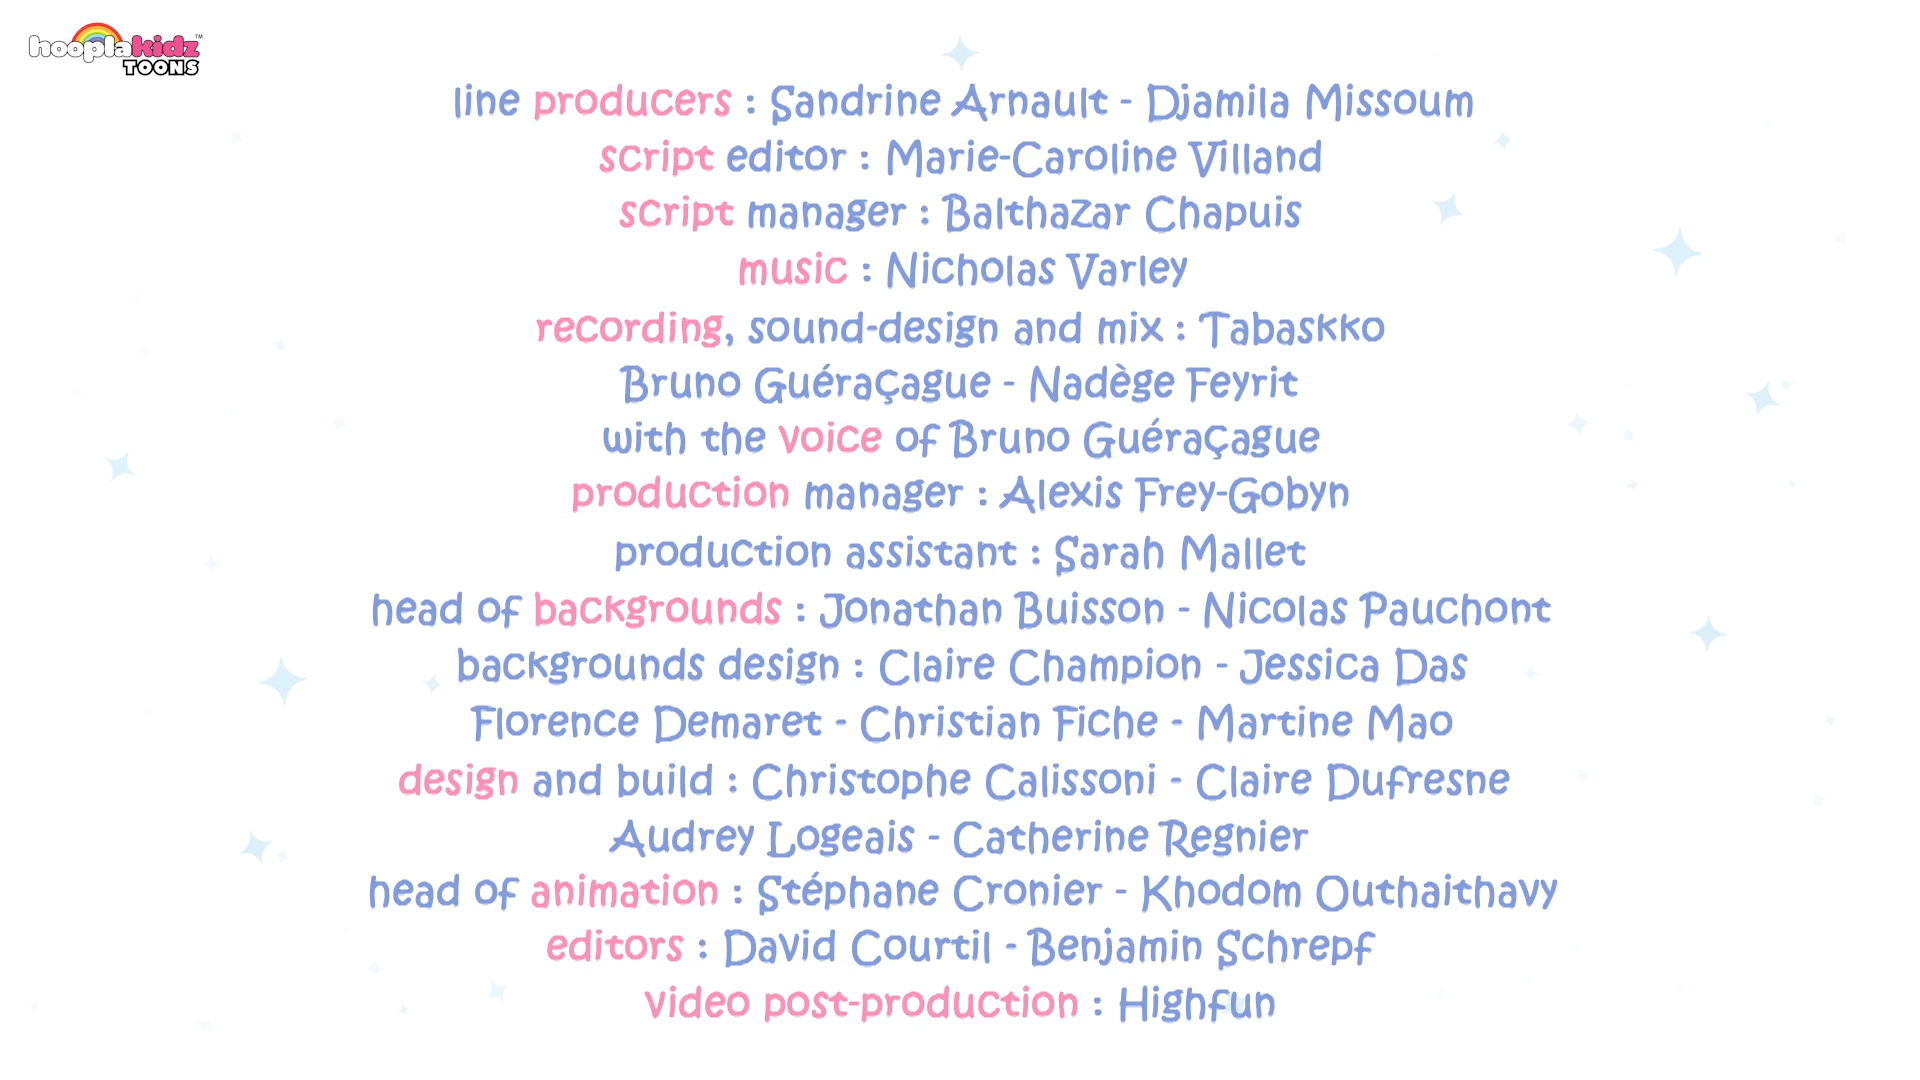 hooplakidz™
TOONS
line producers : Sandrine Arnault - Djamila Missoum
script editor : Marie-Caroline Villand
script manager : Balthazar Chapuis
music : Nicholas Varley
recording, sound-design and mix : Tabaskko
Bruno Guéraçague - Nadège Feyrit
with the voice of Bruno Guéraçague
production manager : Alexis Frey-Gobyn
production assistant : Sarah Mallet
head of backgrounds : Jonathan Buisson - Nicolas Pauchont
backgrounds design : Claire Champion - Jessica Das
Florence Demaret - Christian Fiche - Martine Mao
design and build : Christophe Calissoni - Claire Dufresne
Audrey Logeais - Catherine Regnier
head of animation : Stéphane Cronier - Khodom Outhaithavy
editors : David Courtil - Benjamin Schrepf
video post-production : Highfun